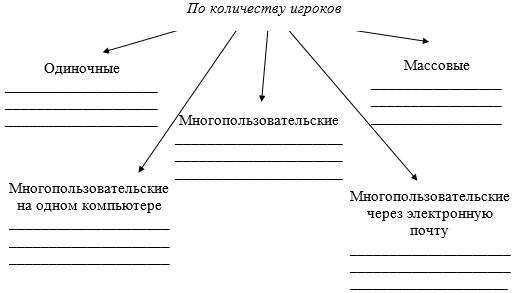 По количеству игроков
Одиночные
Массовые
Многопользовательские
Многопользовательские
на одном компьютере
Многопользовательские
через электронную
почту